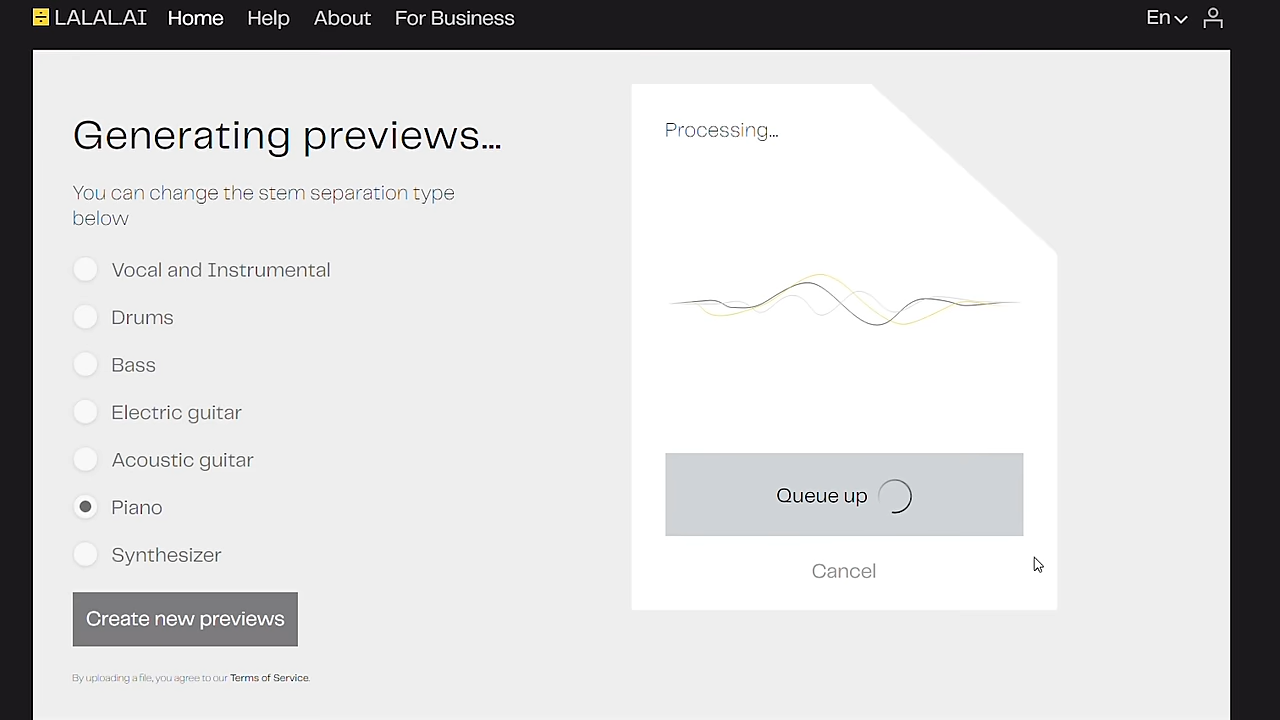 LALAL.AI Home Help About For Business En
Generating previews...
You can change the stem separation type
below
Vocal and Instrumental
Drums
Bass
Electric guitar
Acoustic guitar
Piano
Synthesizer
Create new previews
By uploading a file, you agree to our Terms of Service.
Processing...
Queue up
Cancel